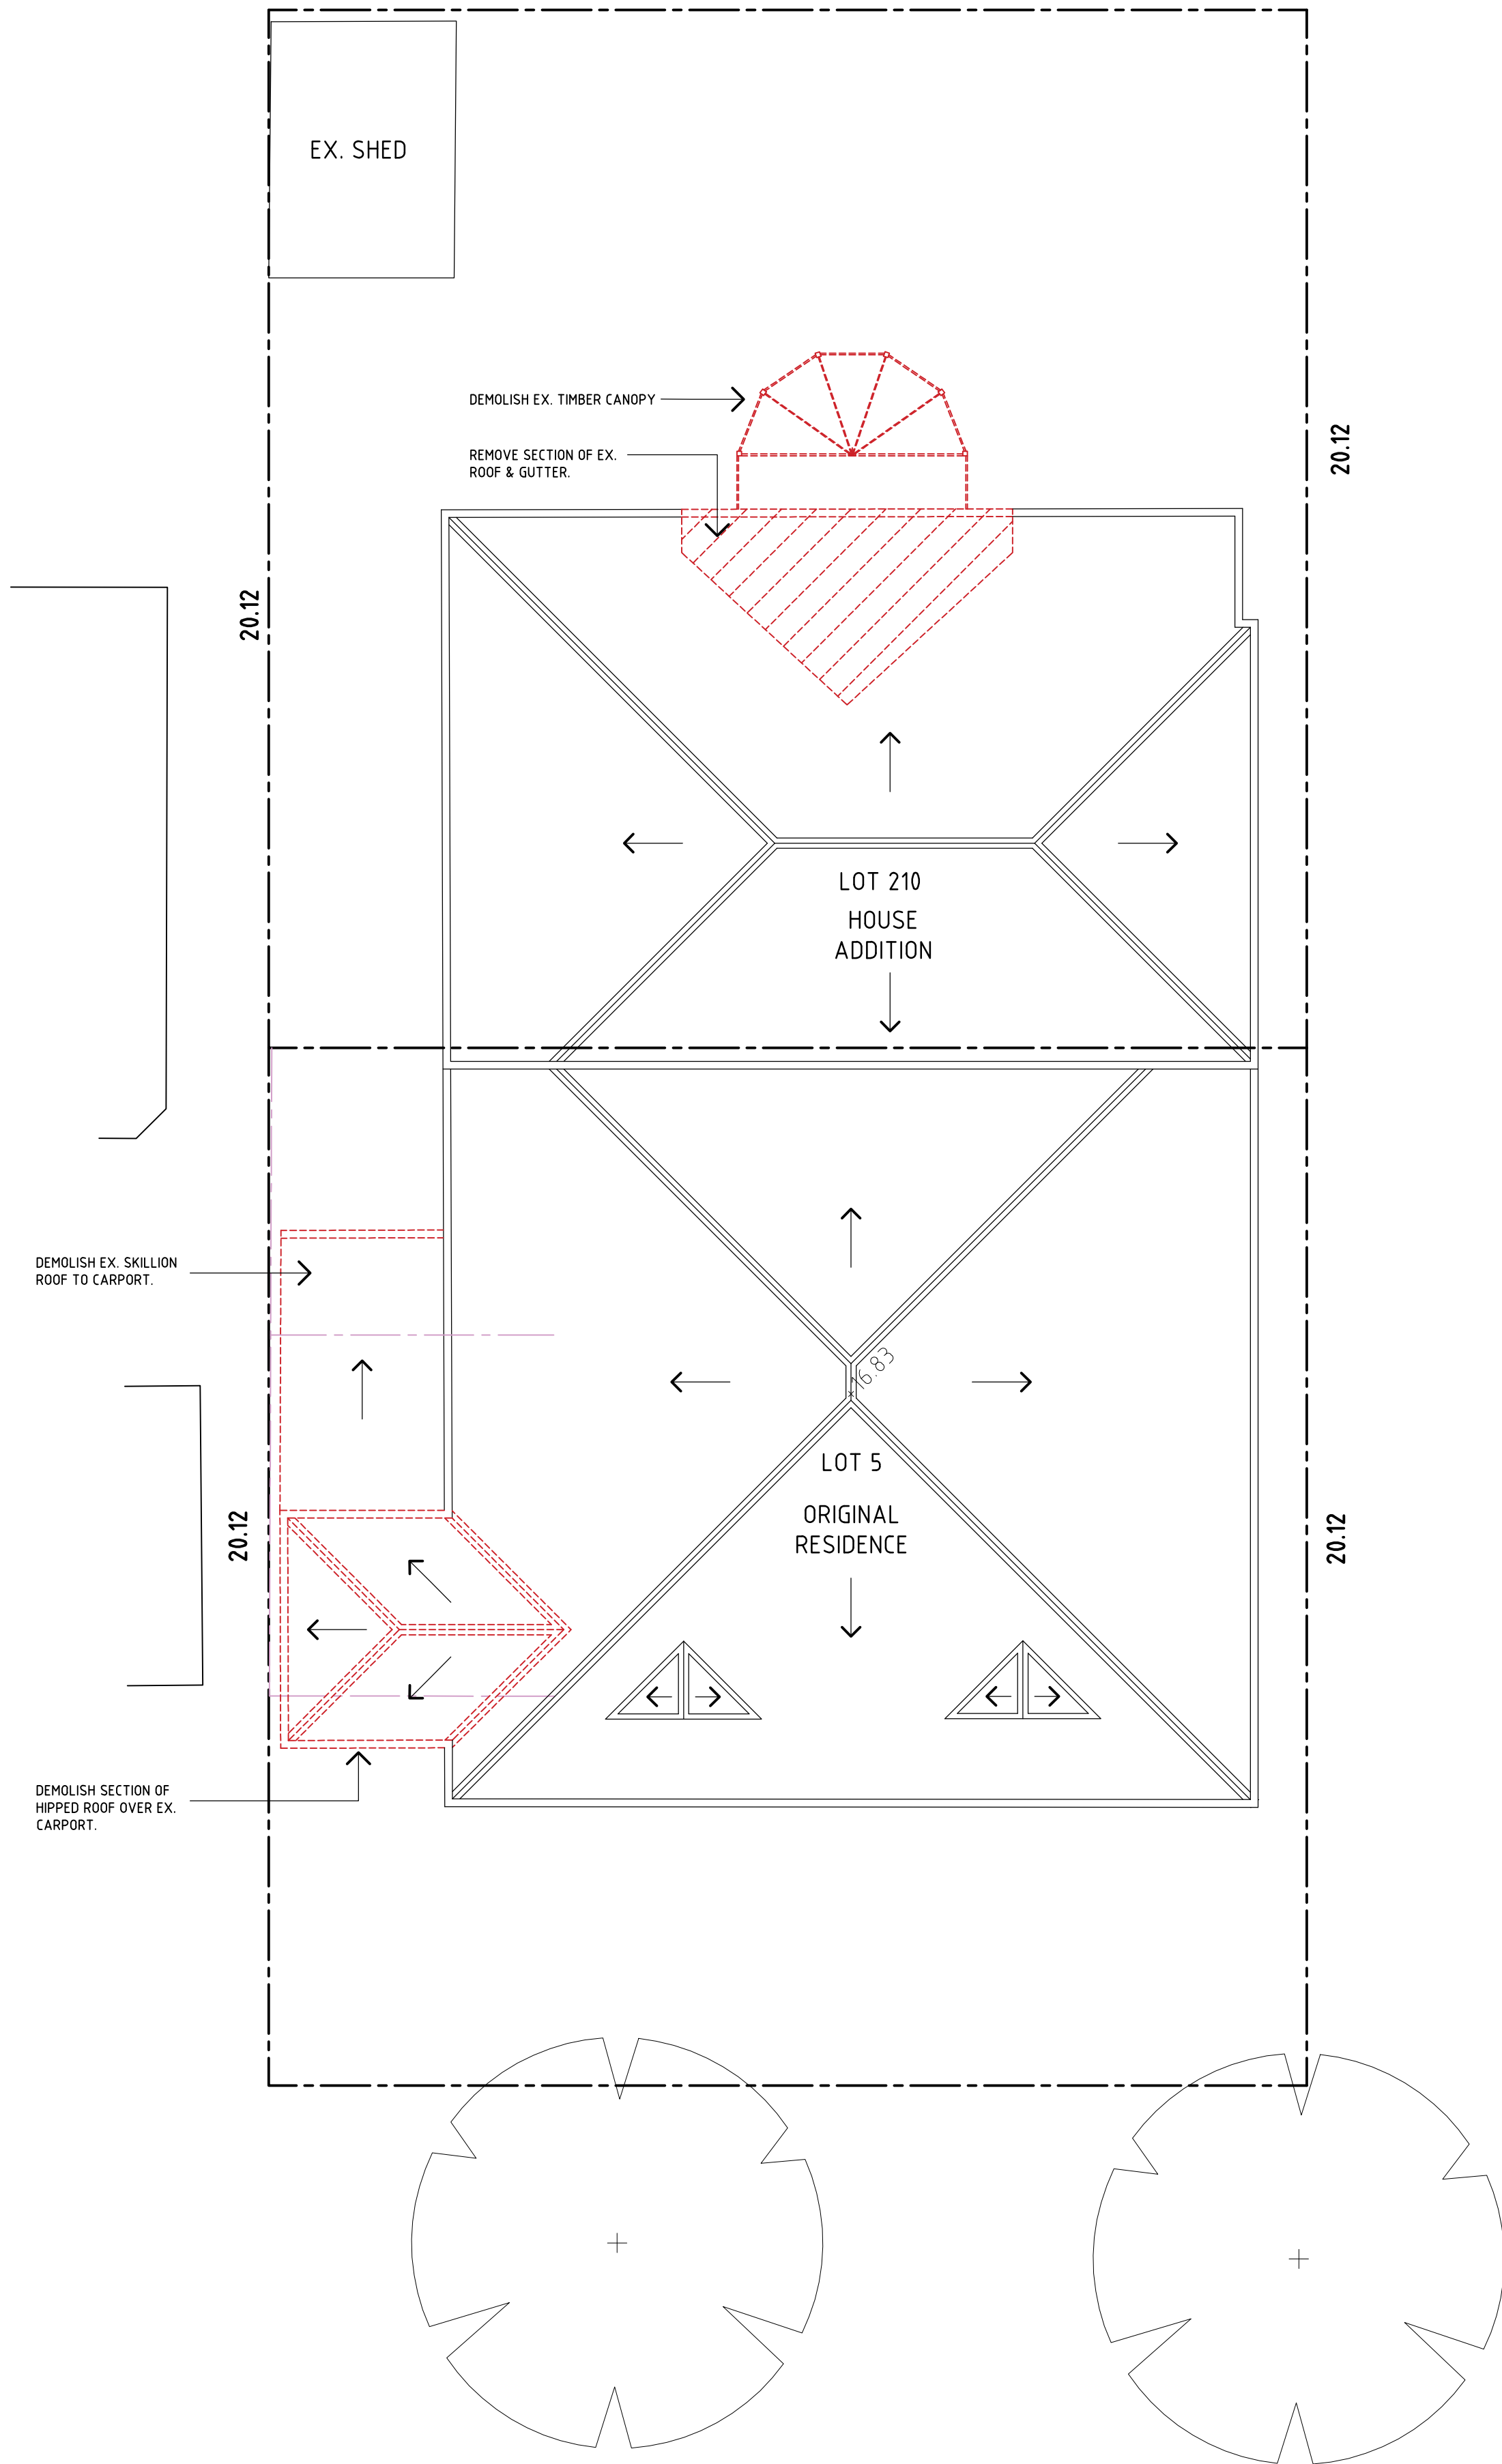 EX. SHED
DEMOLISH EX. TIMBER CANOPY
20.12
REMOVE SECTION OF EX.
ROOF & GUTTER.
20.12
LOT 210
HOUSE
ADDITION
DEMOLISH EX. SKILLION
ROOF TO CARPORT.
16.83
LOT 5
ORIGINAL
RESIDENCE
20.12
20.12
DEMOLISH SECTION OF
HIPPED ROOF OVER EX.
CARPORT.